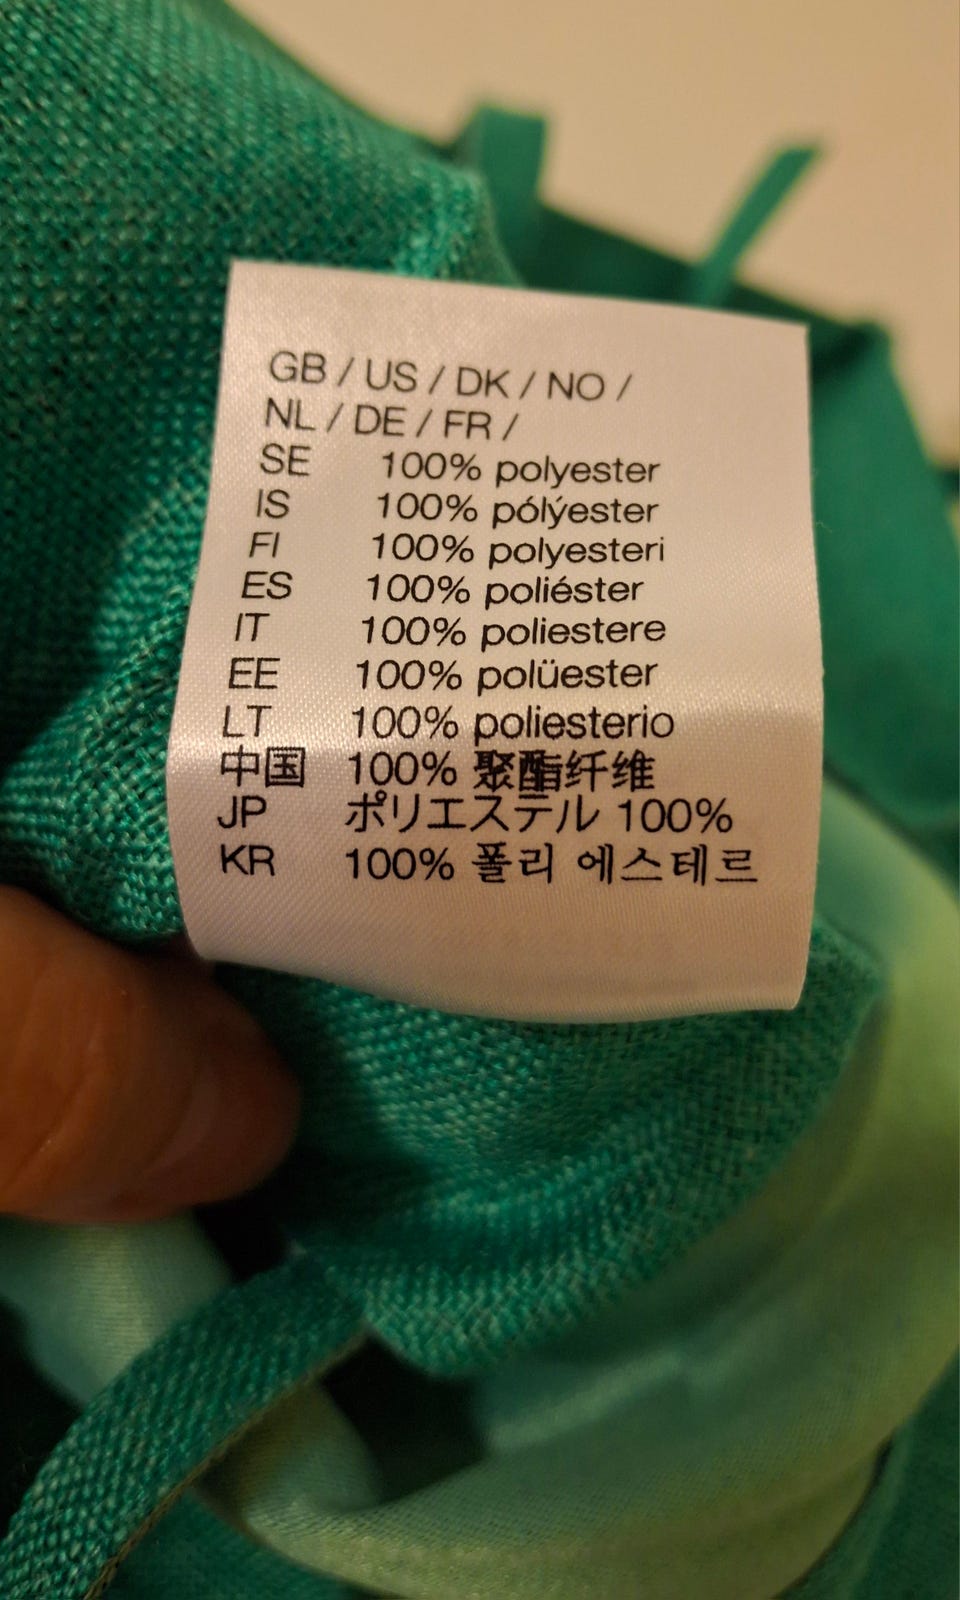 GB / US / DK / NO /
NL / DE / FR /
SE 100% polyester
IS 100% pólýester
FI 100% polyesteri
ES 100% poliéster
IT 100% poliestere
EE 100% polüester
LT 100% poliesterio
中国 100% 聚酯纤维
JP ポリエステル 100%
KR 100% 폴리 에스테르